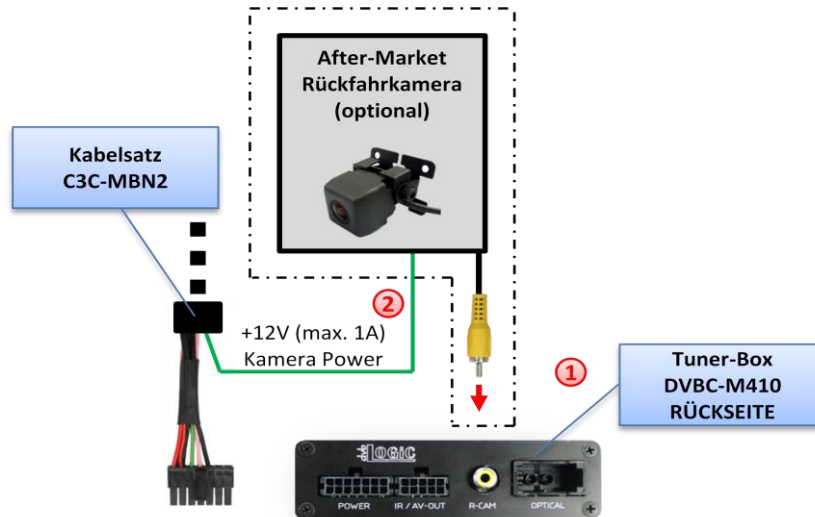 After-Market
Rückfahrkamera
(optional)
Kabelsatz
C3C-MBN2
2
+12V (max. 1A)
Kamera Power
1
Tuner-Box
DVBC-M410
RÜCKSEITE
dvb LOGiC
POWER
IR / AV-OUT
R-CAM
OPTICAL